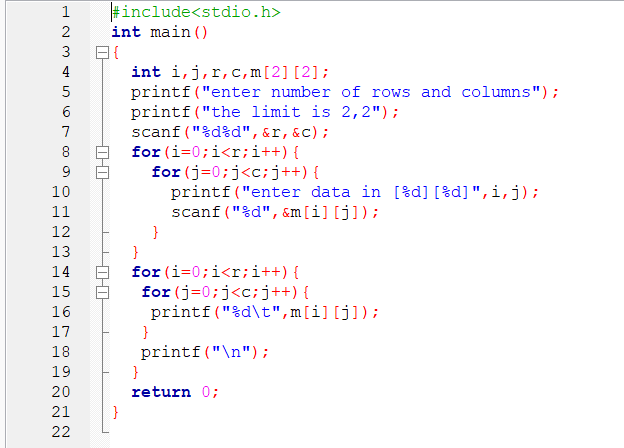 1 #include<stdio.h>
2 int main()
3 {
4 int i,j,r,c,m[2][2];
5 printf("enter number of rows and columns");
6 printf("the limit is 2,2");
7 scanf("%d%d",&r,&c);
8 for(i=0;i<r;i++){
9 for(j=0;j<c;j++){
10 printf("enter data in [%d][%d]",i,j);
11 scanf("%d",&m[i][j]);
12 }
13 }
14 for(i=0;i<r;i++){
15 for(j=0;j<c;j++){
16 printf("%d\t",m[i][j]);
17 }
18 printf("\n");
19 }
20 return 0;
21 }
22